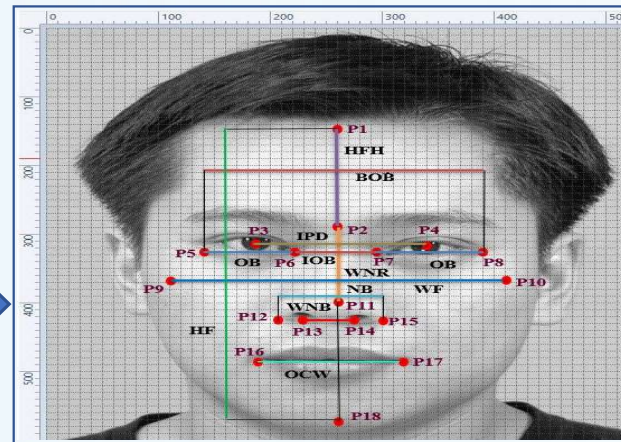 0 100 200 300 400 500
0
100
200
300
400
500
P1
HFH
BOB
P3 P2 P4
IPD
P5 OB P6 IOB P7 OB P8
WNR
P9 NB WF P10
P11
P12 WNB P15
P13 P14
HF
P16 P17
OCW
P18